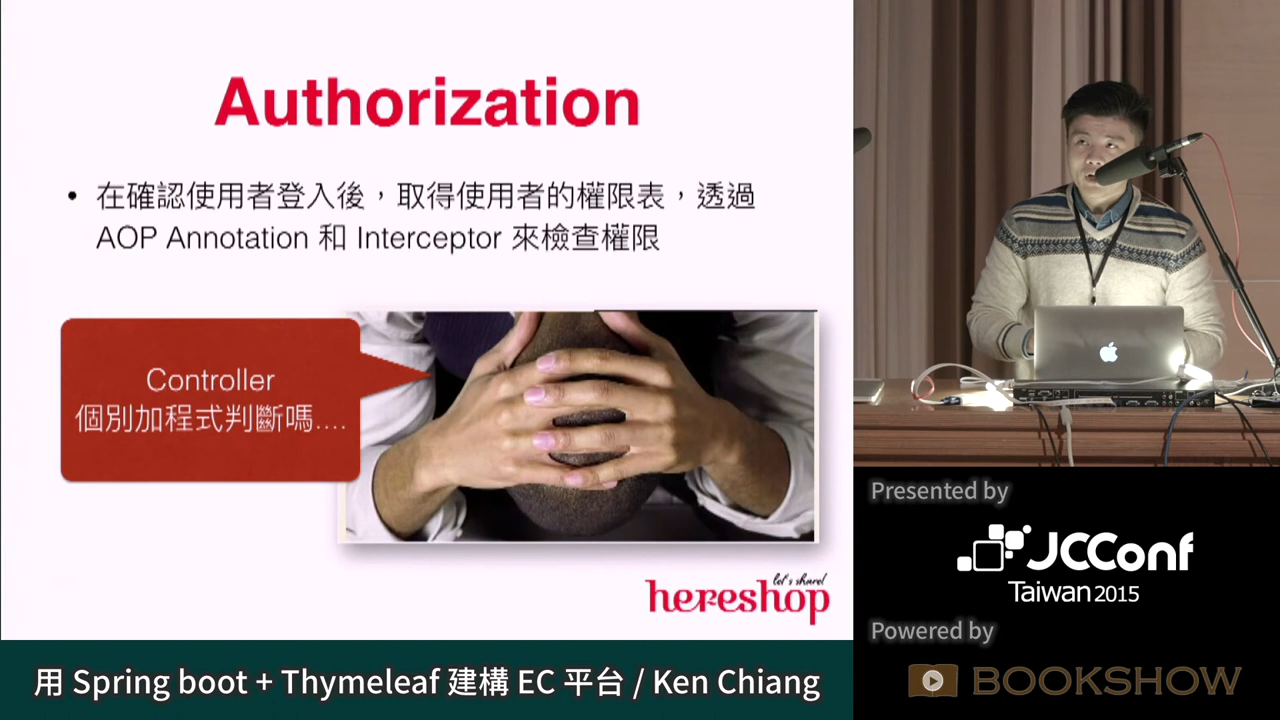 Authorization
• 在確認使用者登入後，取得使用者的權限表，透過
AOP Annotation 和 Interceptor 來檢查權限
Controller
個別加程式判斷嗎....
let's share!
hereshop
用 Spring boot + Thymeleaf 建構 EC 平台 / Ken Chiang
Presented by
JCConf
Taiwan 2015
Powered by
BOOKSHOW